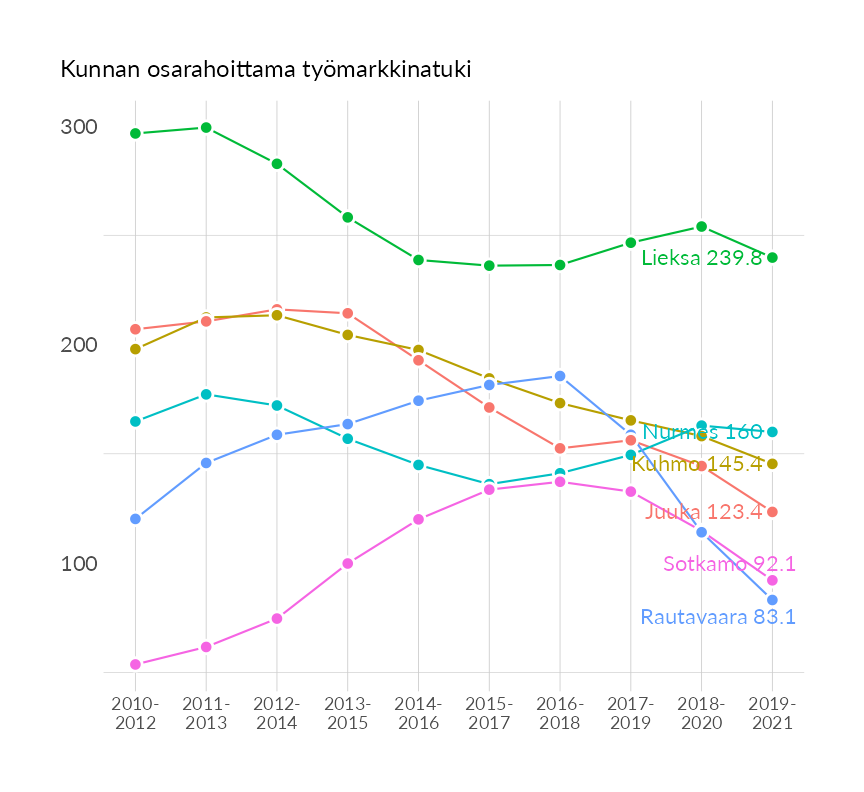 Kunnan osarahoittama työmarkkinatuki
300
200
100
Lieksa 239.8
Nurmes 160
Kuhmo 145.4
Juuka 123.4
Sotkamo 92.1
Rautavaara 83.1
2010- 2011- 2012- 2013- 2014- 2015- 2016- 2017- 2018- 2019-
2012 2013 2014 2015 2016 2017 2018 2019 2020 2021